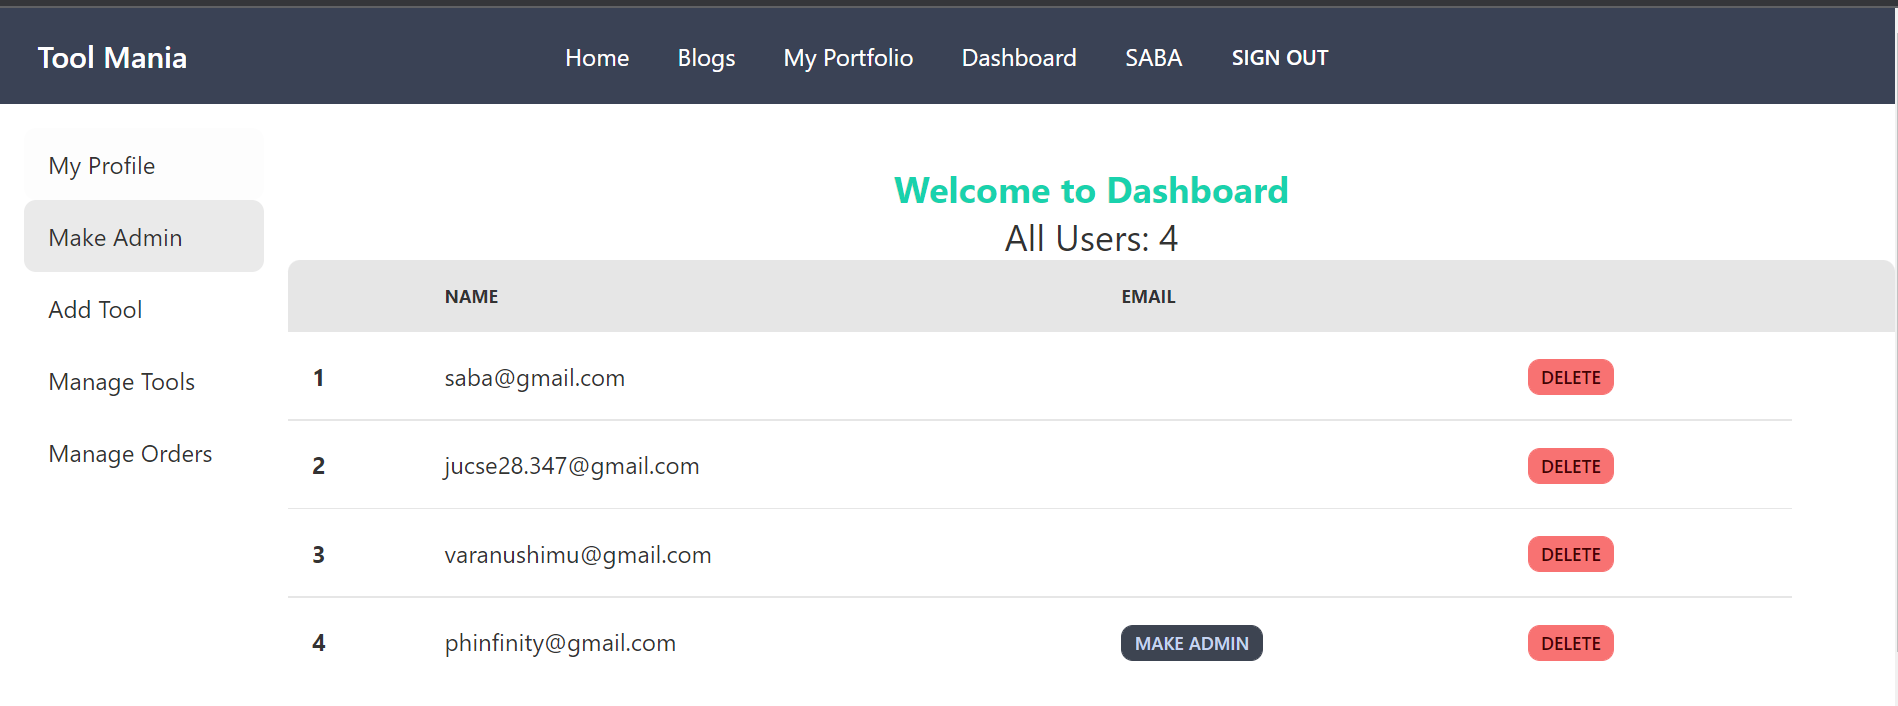 Tool Mania
Home Blogs My Portfolio Dashboard SABA SIGN OUT
My Profile
Make Admin
Add Tool
Manage Tools
Manage Orders
Welcome to Dashboard
All Users: 4
NAME EMAIL
1 saba@gmail.com DELETE
2 jucse28.347@gmail.com DELETE
3 varanushimu@gmail.com DELETE
4 phinfinity@gmail.com MAKE ADMIN DELETE